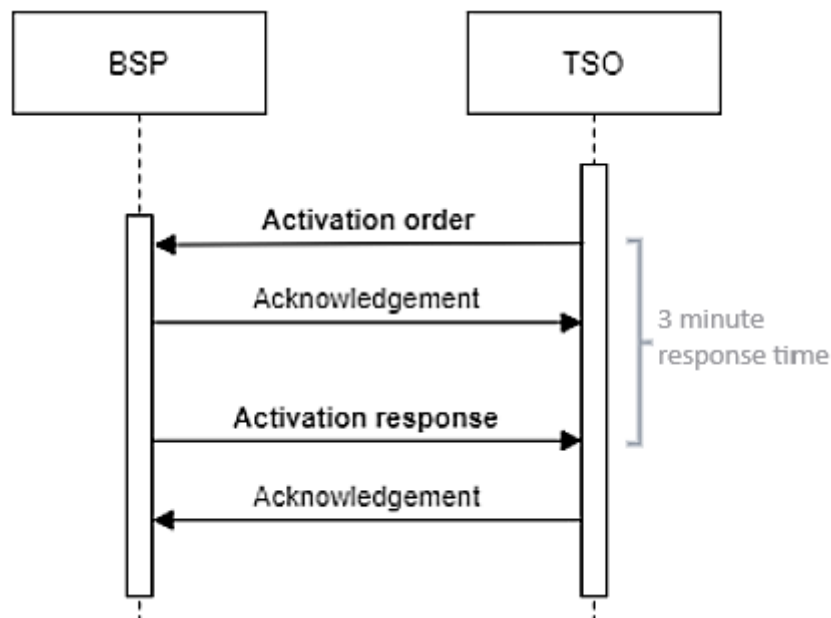 BSP
TSO
Activation order
Acknowledgement
3 minute
response time
Activation response
Acknowledgement